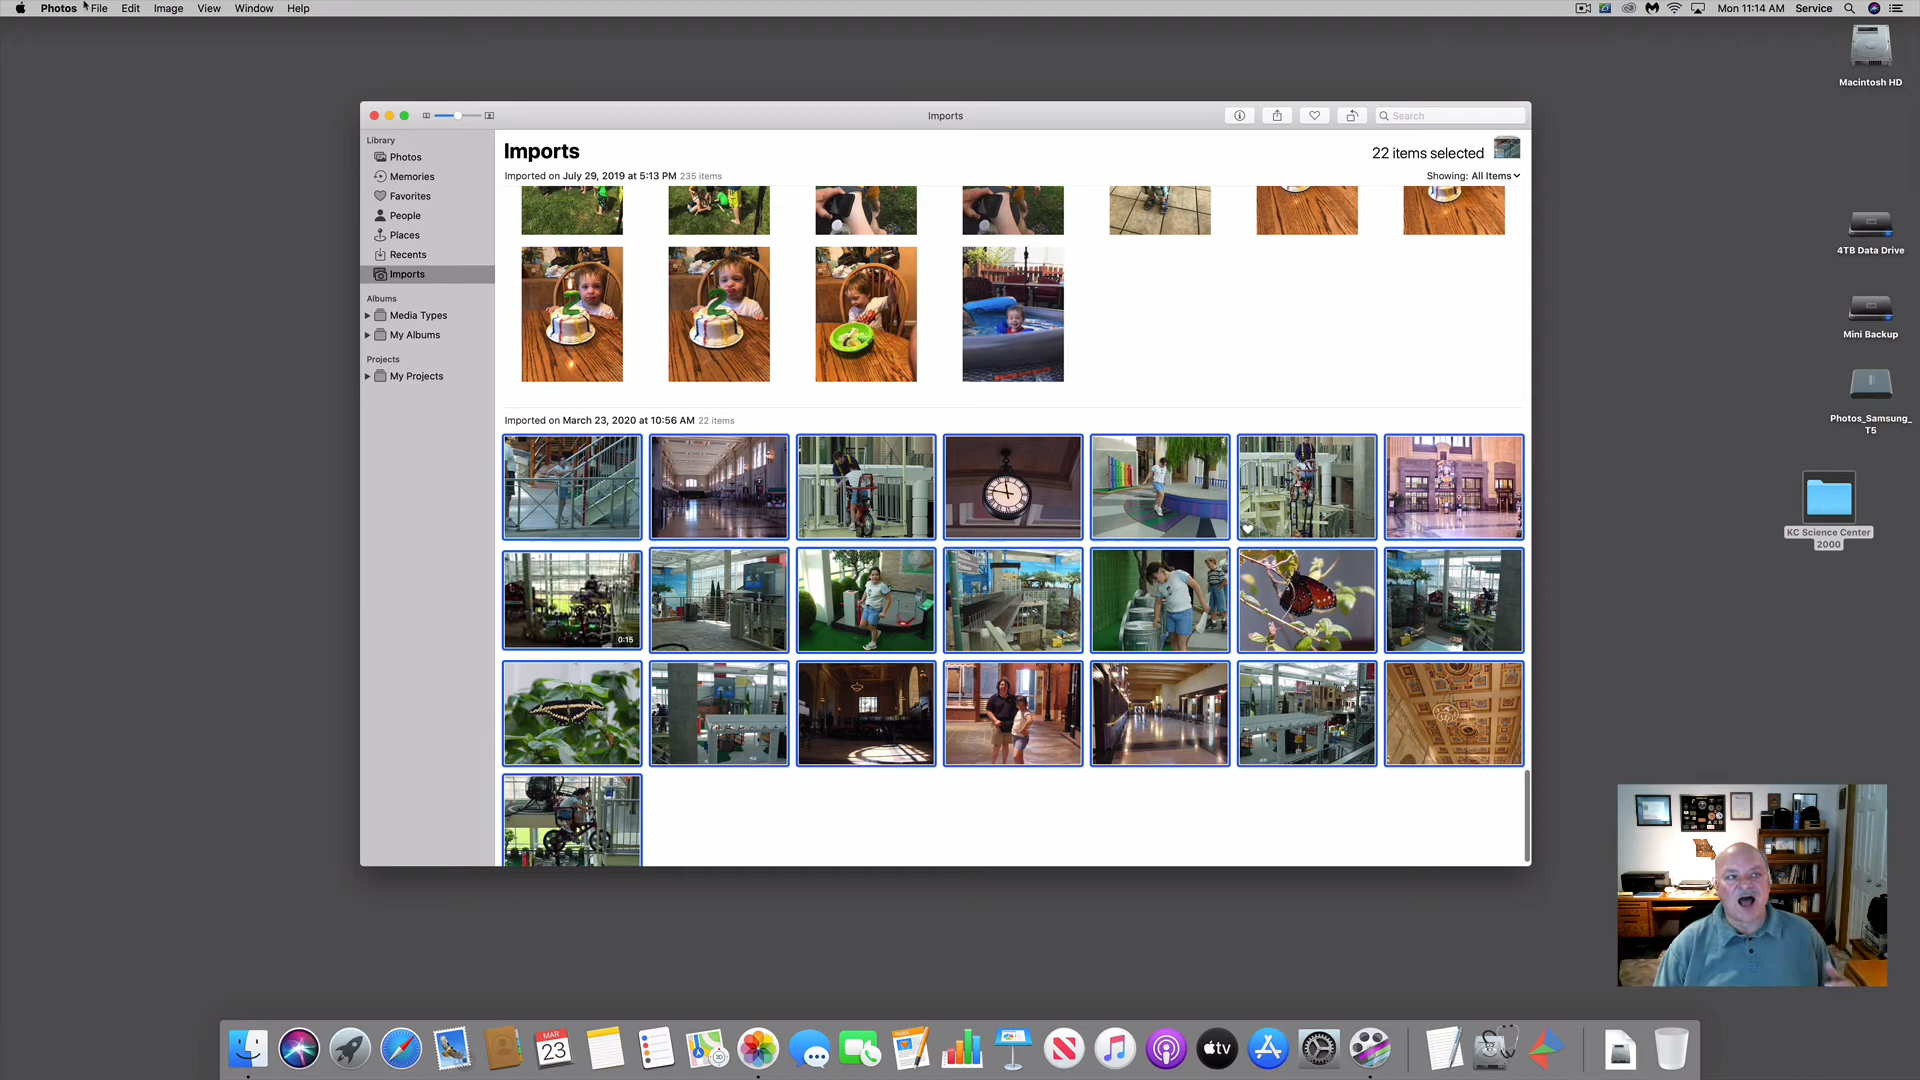 Photos File Edit Image View Window Help
Mon 11:14 AM Service
Macintosh HD
4TB Data Drive
Mini Backup
Photos_Samsung_
T5
KC Science Center
2000
Imports
Search
Library
Photos
Memories
Favorites
People
Places
Recents
Imports
Albums
Media Types
My Albums
Projects
My Projects
Imports
22 items selected
Imported on July 29, 2019 at 5:13 PM 235 items
Showing: All Items
Imported on March 23, 2020 at 10:56 AM 22 items
0:15
MAR
23
3D
tv